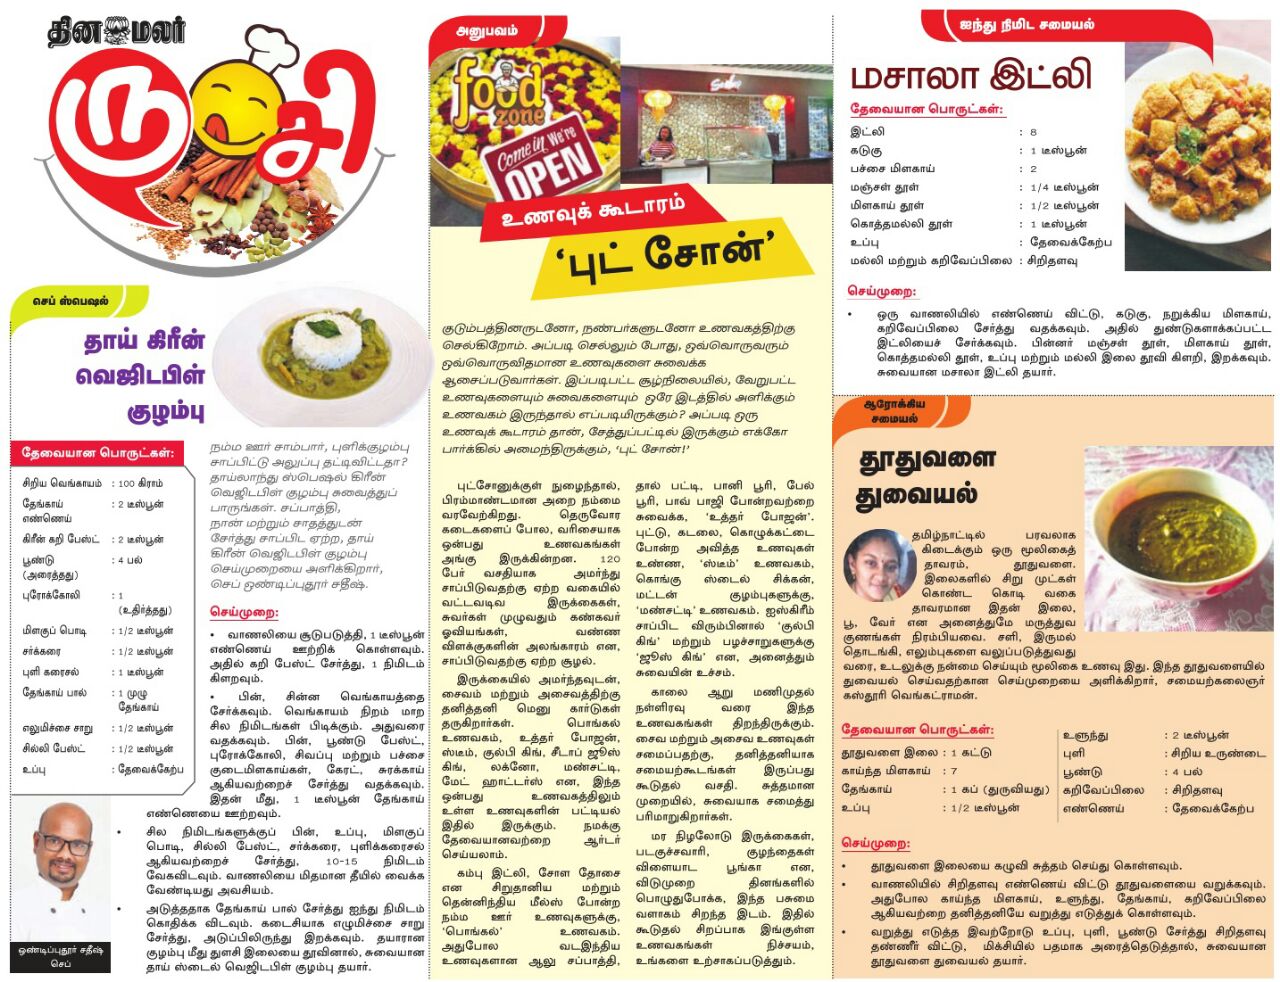 தினமலர்
ருசி
செப் ஸ்பெஷல்
தாய் கிரீன்
வெஜிடபிள்
குழம்பு
தேவையான பொருட்கள்:
சிறிய வெங்காயம் : 100 கிராம்
தேங்காய் எண்ணெய் : 2 டீஸ்பூன்
கிரீன் கறி பேஸ்ட் : 2 டீஸ்பூன்
பூண்டு (அரைத்தது) : 4 பல்
புரோக்கோலி : 1 (உதிர்த்தது)
மிளகுப் பொடி : 1/2 டீஸ்பூன்
சர்க்கரை : 1/2 டீஸ்பூன்
புளி கரைசல் : 1 டீஸ்பூன்
தேங்காய் பால் : 1 முழு தேங்காய்
எலுமிச்சை சாறு : 1/2 டீஸ்பூன்
சில்லி பேஸ்ட் : 1/2 டீஸ்பூன்
உப்பு : தேவைக்கேற்ப
ஒண்டிப்புதூர் சதீஷ்
செப்
நம்ம ஊர் சாம்பார், புளிக்குழம்பு
சாப்பிட்டு அலுப்பு தட்டிவிட்டதா?
தாய்லாந்து ஸ்பெஷல் கிரீன்
வெஜிடபிள் குழம்பு சுவைத்துப்
பாருங்கள். சப்பாத்தி,
நான் மற்றும் சாதத்துடன்
சேர்த்து சாப்பிட ஏற்ற, தாய்
கிரீன் வெஜிடபிள் குழம்பு
செய்முறையை அளிக்கிறார்,
செப் ஒண்டிப்புதூர் சதீஷ்.
செய்முறை:
• வாணலியை சூடுபடுத்தி, 1 டீஸ்பூன்
எண்ணெய் ஊற்றிக் கொள்ளவும்.
அதில் கறி பேஸ்ட் சேர்த்து, 1 நிமிடம்
கிளறவும்.
• பின், சின்ன வெங்காயத்தை
சேர்க்கவும். வெங்காயம் நிறம் மாற
சில நிமிடங்கள் பிடிக்கும். அதுவரை
வதக்கவும். பின், பூண்டு பேஸ்ட்,
புரோக்கோலி, சிவப்பு மற்றும் பச்சை
குடைமிளகாய்கள், கேரட், சுரக்காய்
ஆகியவற்றைச் சேர்த்து வதக்கவும்.
இதன் மீது, 1 டீஸ்பூன் தேங்காய்
எண்ணெயை ஊற்றவும்.
• சில நிமிடங்களுக்குப் பின், உப்பு, மிளகுப்
பொடி, சில்லி பேஸ்ட், சர்க்கரை, புளிக்கரைசல்
ஆகியவற்றைச் சேர்த்து, 10-15 நிமிடம்
வேகவிடவும். வாணலியை மிதமான தீயில் வைக்க
வேண்டியது அவசியம்.
• அடுத்ததாக தேங்காய் பால் சேர்த்து ஐந்து நிமிடம்
கொதிக்க விடவும். கடைசியாக எழுமிச்சை சாறு
சேர்த்து, அடுப்பிலிருந்து இறக்கவும். தயாரான
குழம்பு மீது துளசி இலையை தூவினால், சுவையான
தாய் ஸ்டைல் வெஜிடபிள் குழம்பு தயார்.
அனுபவம்
food
zone
Come in We're
OPEN
உணவுக் கூடாரம்
‘புட் சோன்’
குடும்பத்தினருடனோ, நண்பர்களுடனோ உணவகத்திற்கு
செல்கிறோம். அப்படி செல்லும் போது, ஒவ்வொருவரும்
ஒவ்வொருவிதமான உணவுகளை சுவைக்க
ஆசைப்படுவார்கள். இப்படிபட்ட சூழ்நிலையில், வேறுபட்ட
உணவுகளையும் சுவைகளையும் ஒரே இடத்தில் அளிக்கும்
உணவகம் இருந்தால் எப்படியிருக்கும்? அப்படி ஒரு
உணவுக் கூடாரம் தான், சேத்துப்பட்டில் இருக்கும் எக்கோ
பார்க்கில் அமைந்திருக்கும், ‘புட் சோன்!’
புட்சோனுக்குள் நுழைந்தால்,
பிரம்மாண்டமான அறை நம்மை
வரவேற்கிறது. தெருவோர
கடைகளைப் போல, வரிசையாக
ஒன்பது உணவகங்கள்
அங்கு இருக்கின்றன. 120
பேர் வசதியாக அமர்ந்து
சாப்பிடுவதற்கு ஏற்ற வகையில்
வட்டவடிவ இருக்கைகள்,
சுவர்கள் முழுவதும் கண்கவர்
ஓவியங்கள், வண்ண
விளக்குகளின் அலங்காரம் என,
சாப்பிடுவதற்கு ஏற்ற சூழல்.
இருக்கையில் அமர்ந்தவுடன்,
சைவம் மற்றும் அசைவத்திற்கு
தனித்தனி மெனு கார்டுகள்
தருகிறார்கள். பொங்கல்
உணவகம், உத்தர் போஜன்,
ஸ்டீம், குல்பி கிங், சீடாப் ஜூஸ்
கிங், லக்னோ, மண்சட்டி,
மேட் ஹாட்டர்ஸ் என, இந்த
ஒன்பது உணவகத்திலும்
உள்ள உணவுகளின் பட்டியல்
இதில் இருக்கும். நமக்கு
தேவையானவற்றை ஆர்டர்
செய்யலாம்.
கம்பு இட்லி, சோள தோசை
என சிறுதானிய மற்றும்
தென்னிந்திய மீல்ஸ் போன்ற
நம்ம ஊர் உணவுகளுக்கு,
‘பொங்கல்’ உணவகம்.
அதுபோல வடஇந்திய
உணவுகளான ஆலு சப்பாத்தி,
தால் பட்டி, பானி பூரி, பேல்
பூரி, பாவ் பாஜி போன்றவற்றை
சுவைக்க, ‘உத்தர் போஜன்’.
புட்டு, கடலை, கொழுக்கட்டை
போன்ற அவித்த உணவுகள்
உண்ண, ‘ஸ்டீம்’ உணவகம்,
கொங்கு ஸ்டைல் சிக்கன்,
மட்டன் குழம்புகளுக்கு,
‘மண்சட்டி’ உணவகம். ஐஸ்கிரீம்
சாப்பிட விரும்பினால் ‘குல்பி
கிங்’ மற்றும் பழச்சாறுகளுக்கு
‘ஜூஸ் கிங்’ என, அனைத்தும்
சுவையின் உச்சம்.
காலை ஆறு மணிமுதல்
நள்ளிரவு வரை இந்த
உணவகங்கள் திறந்திருக்கும்.
சைவ மற்றும் அசைவ உணவுகள்
சமைப்பதற்கு, தனித்தனியாக
சமையற்கூடங்கள் இருப்பது
கூடுதல் வசதி. சுத்தமான
முறையில், சுவையாக சமைத்து
பரிமாறுகிறார்கள்.
மர நிழலோடு இருக்கைகள்,
படகுச்சவாரி, குழந்தைகள்
விளையாட பூங்கா என,
விடுமுறை தினங்களில்
பொழுதுபோக்க, இந்த பசுமை
வளாகம் சிறந்த இடம். இதில்
கூடுதல் சிறப்பாக இங்குள்ள
உணவகங்கள் நிச்சயம்,
உங்களை உற்சாகப்படுத்தும்.
ஐந்து நிமிட சமையல்
மசாலா இட்லி
தேவையான பொருட்கள்:
இட்லி : 8
கடுகு : 1 டீஸ்பூன்
பச்சை மிளகாய் : 2
மஞ்சள் தூள் : 1/4 டீஸ்பூன்
மிளகாய் தூள் : 1/2 டீஸ்பூன்
கொத்தமல்லி தூள் : 1 டீஸ்பூன்
உப்பு : தேவைக்கேற்ப
மல்லி மற்றும் கறிவேப்பிலை : சிறிதளவு
செய்முறை:
• ஒரு வாணலியில் எண்ணெய் விட்டு, கடுகு, நறுக்கிய மிளகாய்,
கறிவேப்பிலை சேர்த்து வதக்கவும். அதில் துண்டுகளாக்கப்பட்ட
இட்லியைச் சேர்க்கவும். பின்னர் மஞ்சள் தூள், மிளகாய் தூள்,
கொத்தமல்லி தூள், உப்பு மற்றும் மல்லி இலை தூவி கிளறி, இறக்கவும்.
சுவையான மசாலா இட்லி தயார்.
ஆரோக்கிய
சமையல்
தூதுவளை
துவையல்
தமிழ்நாட்டில் பரவலாக
கிடைக்கும் ஒரு மூலிகைத்
தாவரம், தூதுவளை.
இலைகளில் சிறு முட்கள்
கொண்ட கொடி வகை
தாவரமான இதன் இலை,
பூ, வேர் என அனைத்துமே மருத்துவ
குணங்கள் நிரம்பியவை. சளி, இருமல்
தொடங்கி, எலும்புகளை வலுப்படுத்துவது
வரை, உடலுக்கு நன்மை செய்யும் மூலிகை உணவு இது. இந்த தூதுவளையில்
துவையல் செய்வதற்கான செய்முறையை அளிக்கிறார், சமையற்கலைஞர்
கஸ்தூரி வெங்கட்ராமன்.
தேவையான பொருட்கள்:
தூதுவளை இலை : 1 கட்டு
காய்ந்த மிளகாய் : 7
தேங்காய் : 1 கப் (துருவியது)
உப்பு : 1/2 டீஸ்பூன்
உளுந்து : 2 டீஸ்பூன்
புளி : சிறிய உருண்டை
பூண்டு : 4 பல்
கறிவேப்பிலை : சிறிதளவு
எண்ணெய் : தேவைக்கேற்ப
செய்முறை:
• தூதுவளை இலையை கழுவி சுத்தம் செய்து கொள்ளவும்.
• வாணலியில் சிறிதளவு எண்ணெய் விட்டு தூதுவளையை வறுக்கவும்.
அதுபோல காய்ந்த மிளகாய், உளுந்து, தேங்காய், கறிவேப்பிலை
ஆகியவற்றை தனித்தனியே வறுத்து எடுத்துக் கொள்ளவும்.
• வறுத்து எடுத்த இவற்றோடு உப்பு, புளி, பூண்டு சேர்த்து சிறிதளவு
தண்ணீர் விட்டு, மிக்சியில் பதமாக அரைத்தெடுத்தால், சுவையான
தூதுவளை துவையல் தயார்.